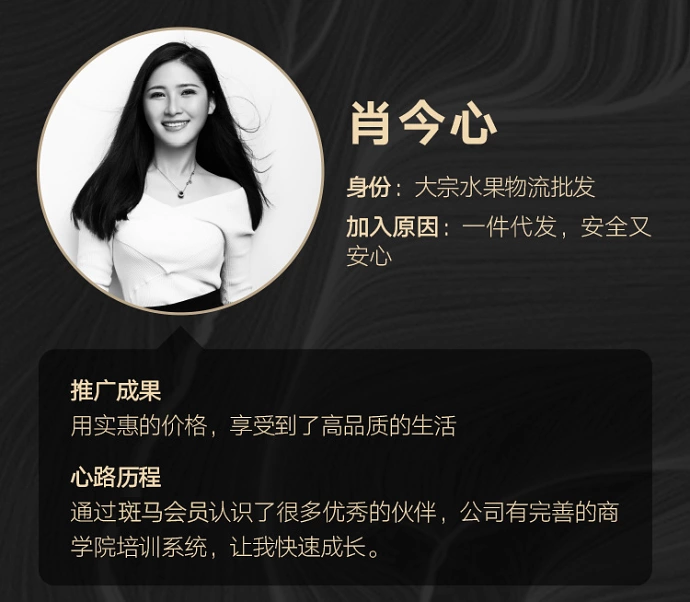 肖今心
身份：大宗水果物流批发
加入原因：一件代发，安全又
安心
推广成果
用实惠的价格，享受到了高品质的生活
心路历程
通过斑马会员认识了很多优秀的伙伴，公司有完善的商
学院培训系统，让我快速成长。